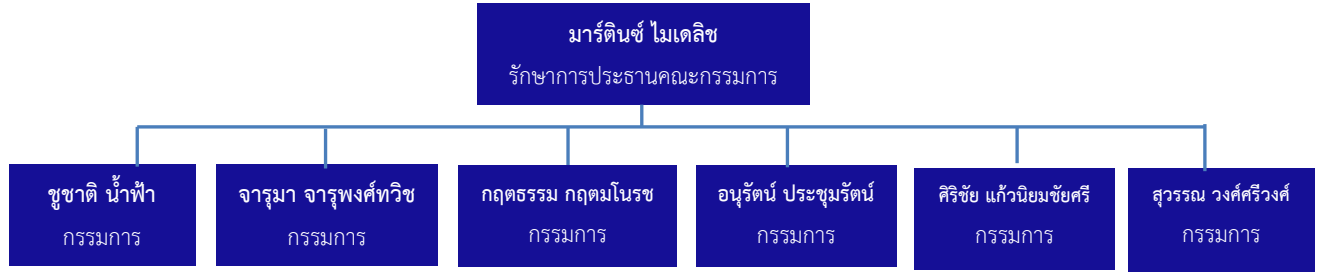 มาร์ตินซ์ ไมเดลิช
รักษาการประธานคณะกรรมการ
ชูชาติ น้ำฟ้า
กรรมการ
จารุมา จารุพงศ์ทวิช
กรรมการ
กฤตธรรม กฤตมโนรช
กรรมการ
อนุรัตน์ ประชุมรัตน์
กรรมการ
ศิริชัย แก้วนิยมชัยศรี
กรรมการ
สุวรรณ วงศ์ศรีวงศ์
กรรมการ